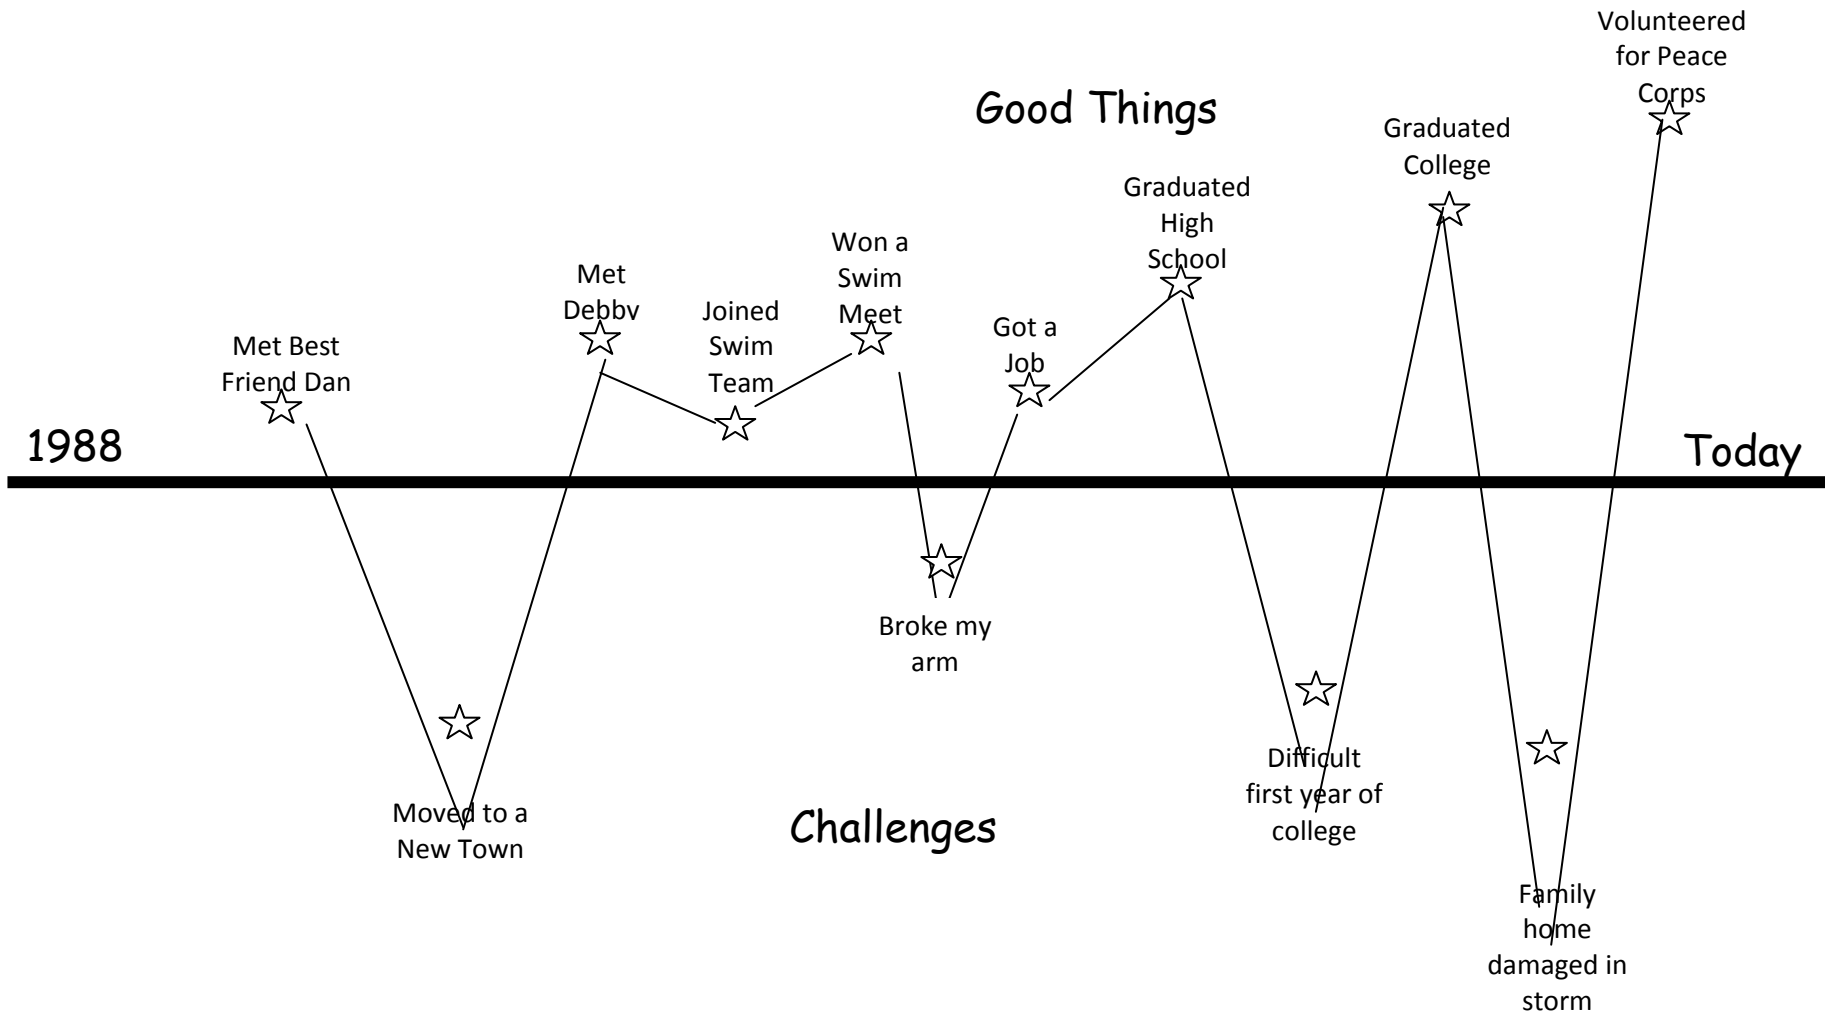 Good Things
1988
Today
Met Best
Friend Dan
Moved to a
New Town
Met
Debby
Joined
Swim
Team
Won a
Swim
Meet
Broke my
arm
Got a
Job
Graduated
High
School
Difficult
first year of
college
Graduated
College
Family
home
damaged in
storm
Volunteered
for Peace
Corps
Challenges